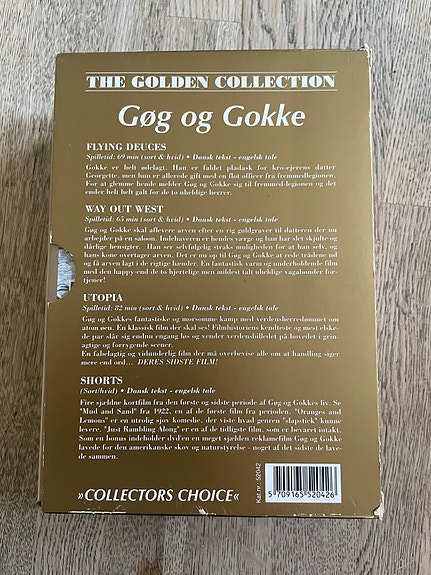 THE GOLDEN COLLECTION
Gøg og Gokke
FLYING DEUCES
Spilletid: 69 min (sort & hvid) • Dansk tekst - engelsk tale
Gokke er helt ødelagt. Han er faldet pladask for kro-ejerens datter
Georgette, men hun er allerede gift med en flot officer fra fremmedlegionen.
For at glemme hende melder Gøg og Gokke sig til fremmed-legionen og det
ender helt helt galt for de to uheldige herrer.
WAY OUT WEST
Spilletid: 65 min (sort & hvid) • Dansk tekst - engelsk tale
Gøg og Gokke skal aflevere arven efter en rig guldgraver til datteren der nu
arbejder på en saloon. Indehaveren er hendes værge og han har slet skjulte og
dårlige hensigter. Han ser selvfølgelig straks muligheden for at han selv, og
hans kone overtager arven. Det er nu op til Gøg og Gokke at rede trådene ud
og få arven lagt i de rigtige hænder. En fantastisk varm og underholdende film
med den happy-end de to hjertelige men mildest talt uheldige vagabonder for-
tjener!
UTOPIA
Spilletid: 82 min (sort & hvid) • Dansk tekst - engelsk tale
Gøg og Gokkes fantastiske og morsomme kamp med verdensherredømmet om
atom øen. En klassisk film der skal ses! Filmhistoriens kendteste og mest elske-
de par slår sig endnu engang løs og vender verdensbilledet på hovedet i grin-
agtige og forrygende scener.
En fabelagtig og vidunderlig film der må overbevise alle om at handling siger
mere end ord... DERES SIDSTE FILM!
SHORTS
(Sort/hvid) • Dansk tekst - engelsk tale
Fire sjældne kortfilm fra den første og sidste periode af Gøg og Gokkes liv. Se
"Mud and Sand" fra 1922, en af de første film fra perioden. "Oranges and
Lemons" er en utrolig sjov komedie, der viste hvad genren "slapstick" kunne
levere. "Just Rambling Along" er en af de tidligste film, som er bevaret intakt.
Som en bonus indeholder dvd'en en meget sjælden reklamefilm Gøg og Gokke
lavede for den amerikanske skov og naturstyrelse - noget af det sidste de lave-
de sammen.
»COLLECTORS CHOICE«
Kat.nr. 52042
5 709165 520426